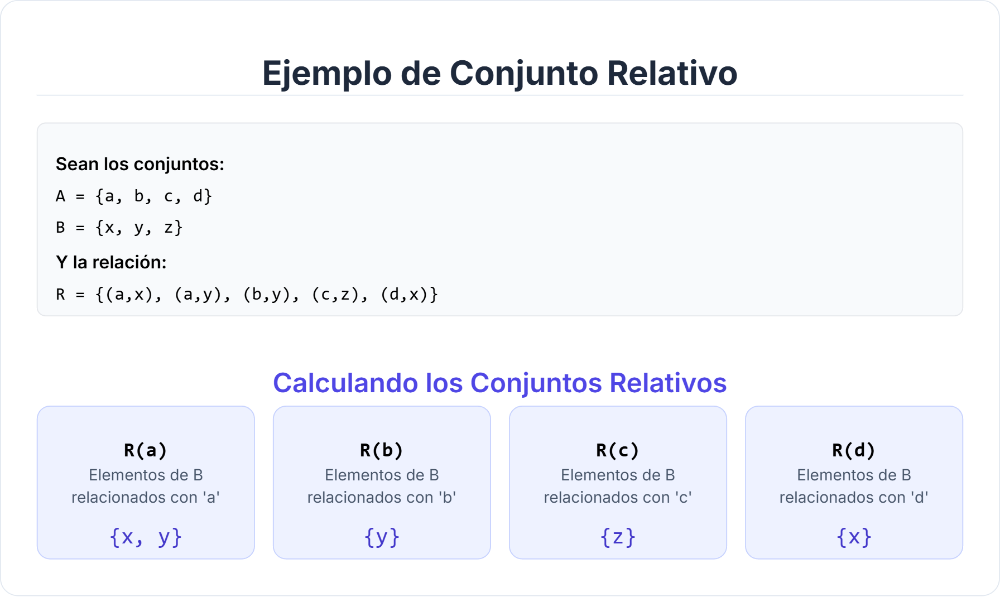 Ejemplo de Conjunto Relativo
Sean los conjuntos:
A = {a, b, c, d}
B = {x, y, z}
Y la relación:
R = {(a,x), (a,y), (b,y), (c,z), (d,x)}
Calculando los Conjuntos Relativos
R(a)
Elementos de B
relacionados con 'a'
{x, y}
R(b)
Elementos de B
relacionados con 'b'
{y}
R(c)
Elementos de B
relacionados con 'c'
{z}
R(d)
Elementos de B
relacionados con 'd'
{x}